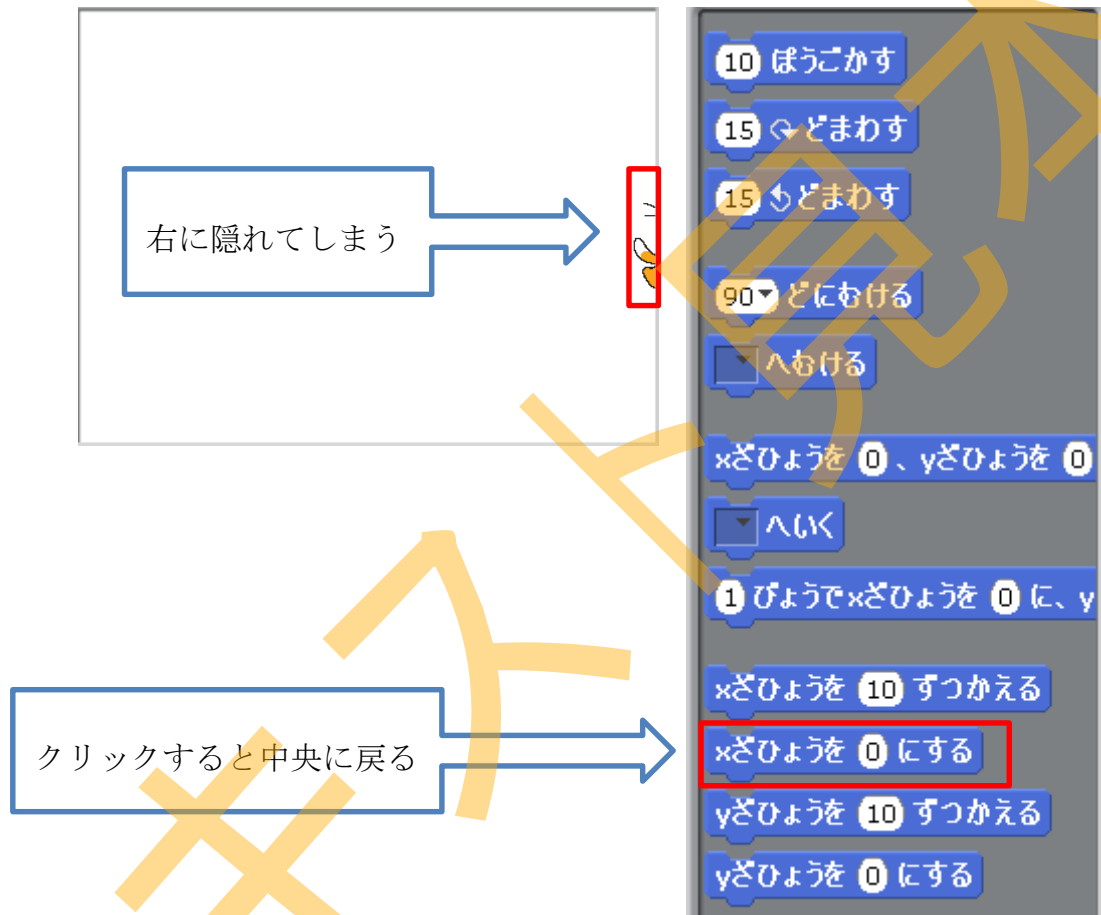 右に隠れてしまう
クリックすると中央に戻る
10 ほうごかす
15 どまわす
15 どまわす
90 どにむける
へむける
xざひょうを 0 、yざひょうを 0
へいく
1 びょうでxざひょうを 0 に、y
xざひょうを 10 ずつかえる
xざひょうを 0 にする
yざひょうを 10 ずつかえる
yざひょうを 0 にする